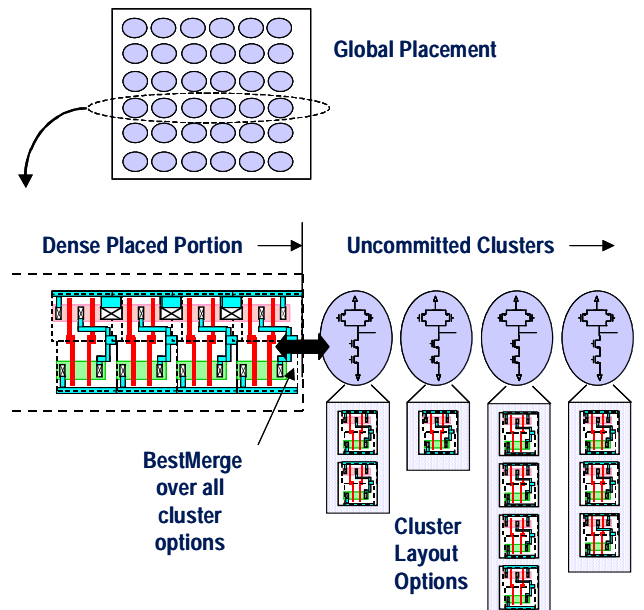 Global Placement
Dense Placed Portion
Uncommitted Clusters
BestMerge
over all
cluster
options
Cluster
Layout
Options